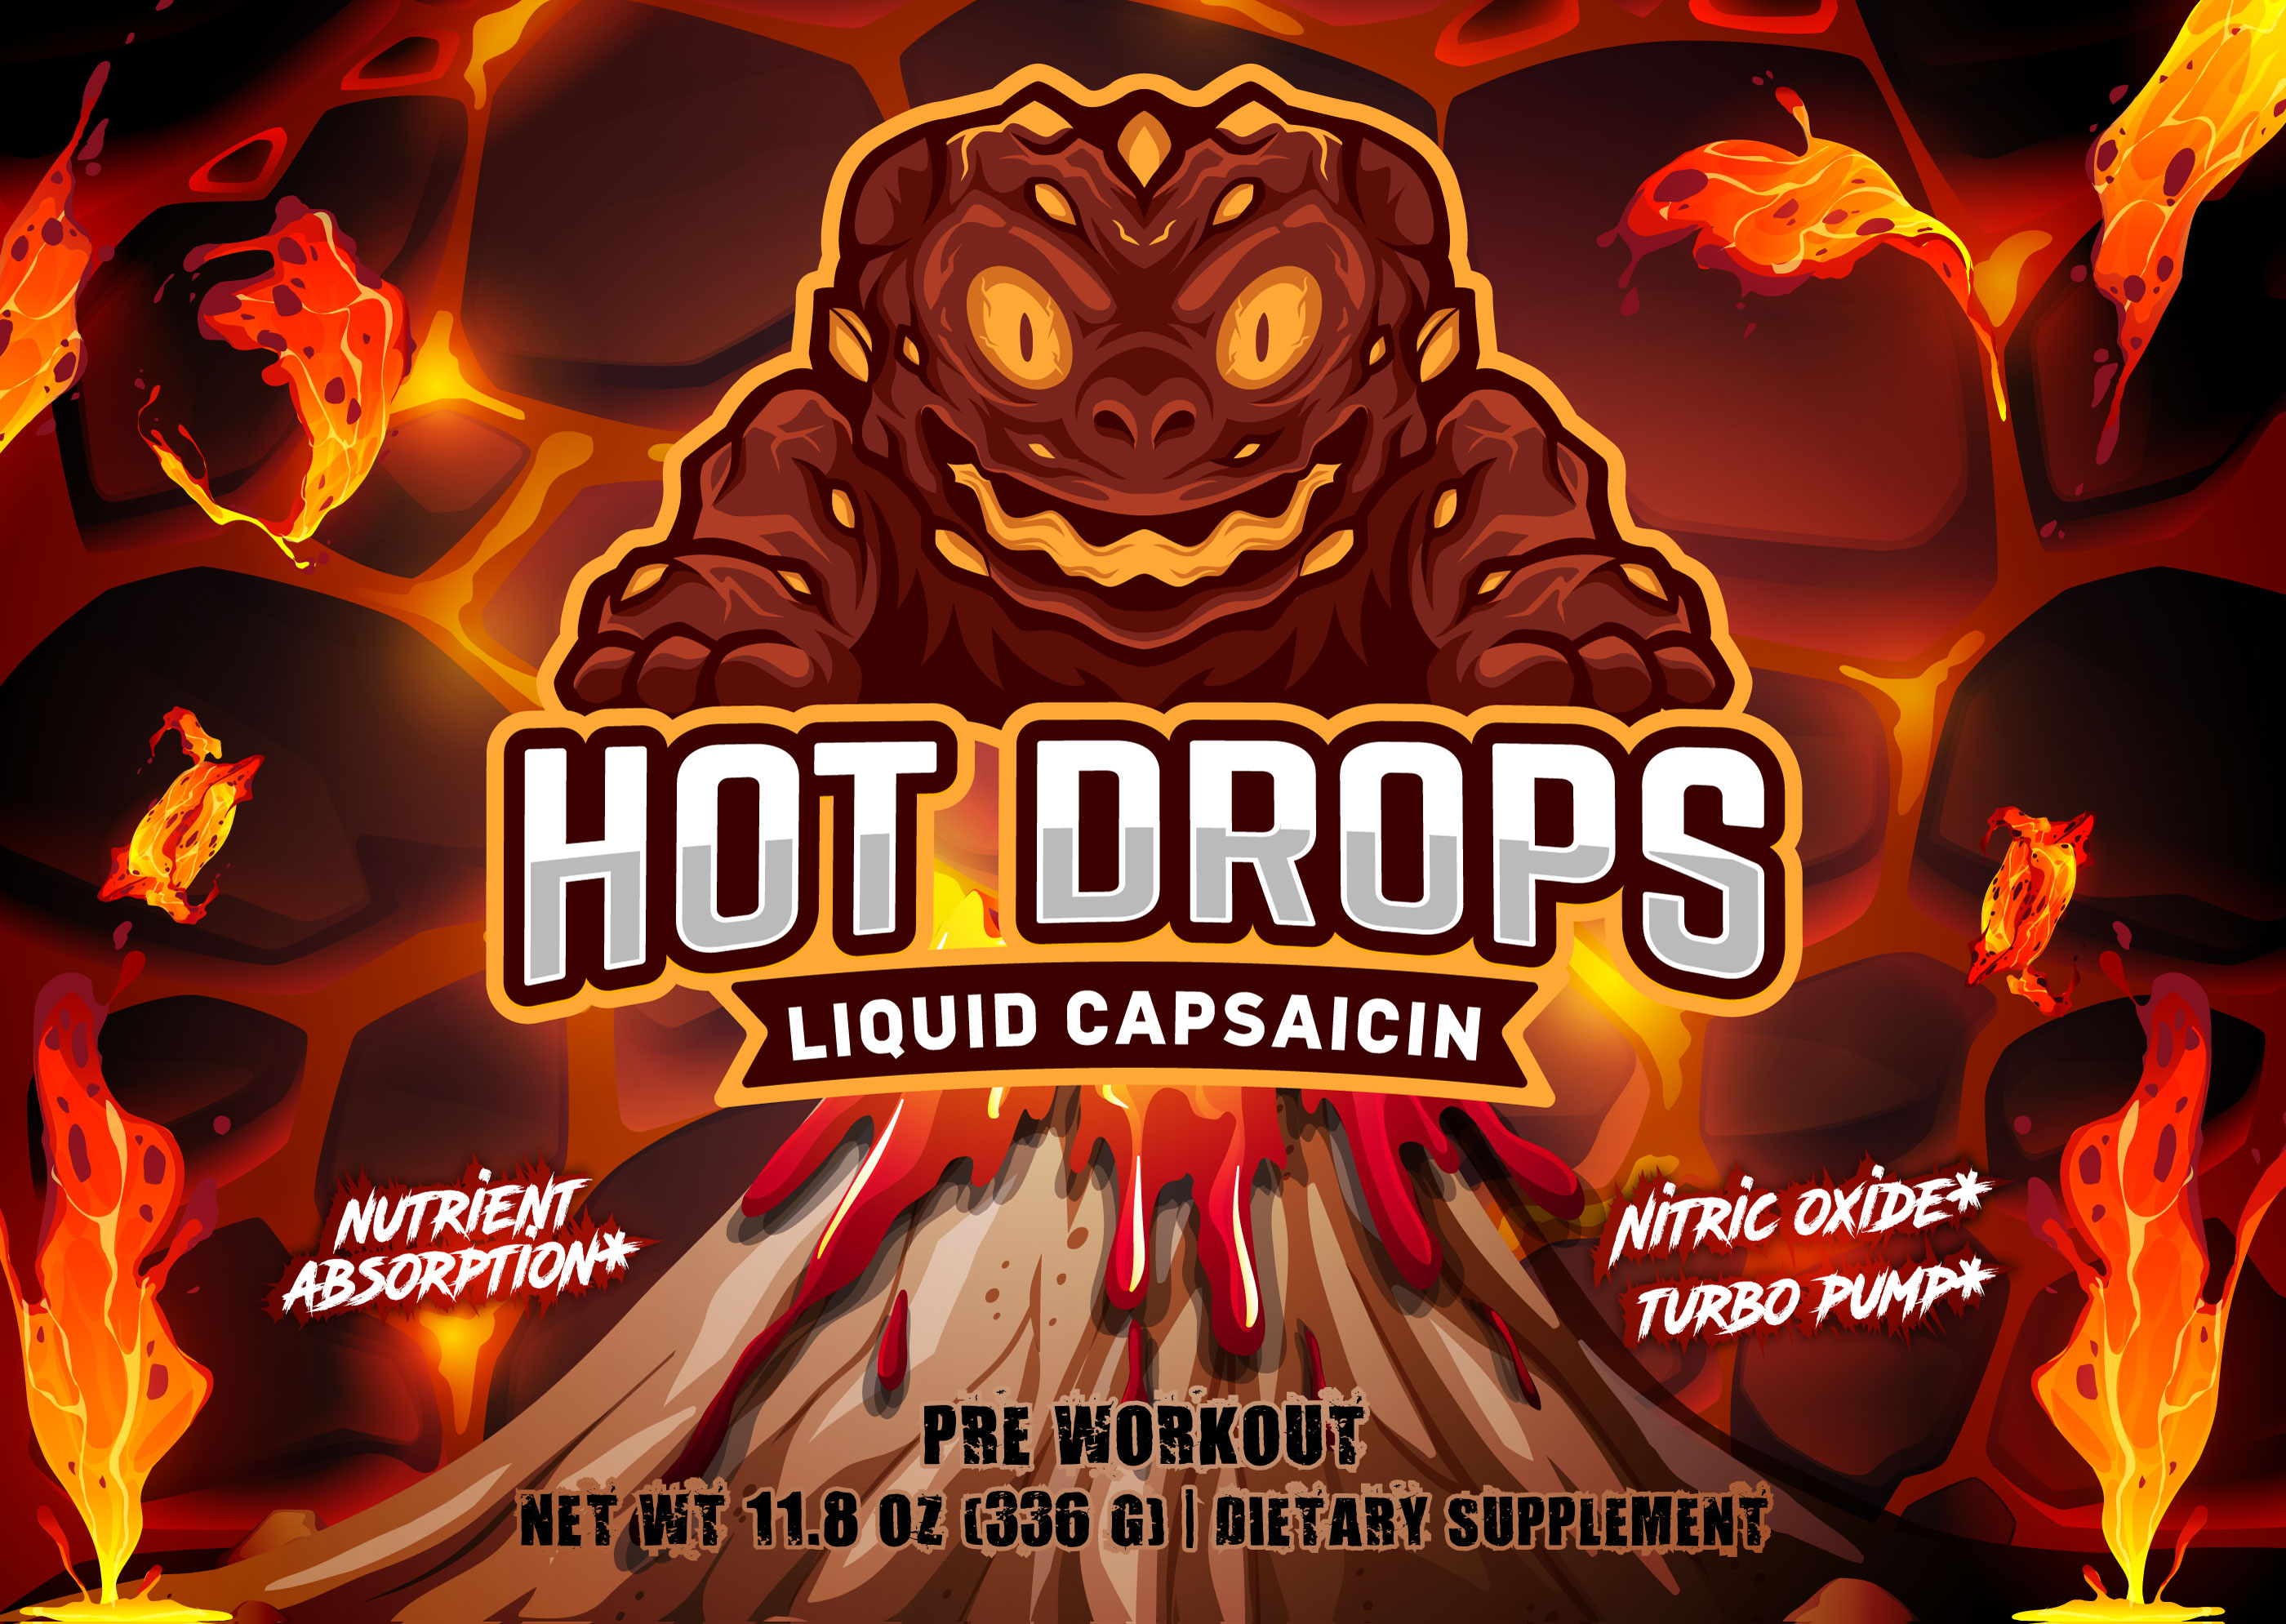 HOT DROPS
LIQUID CAPSAICIN
NUTRIENT
ABSORPTION*
NITRIC OXIDE*
TURBO PUMP*
PRE WORKOUT
NET WT 11.8 OZ (336 G) | DIETARY SUPPLEMENT